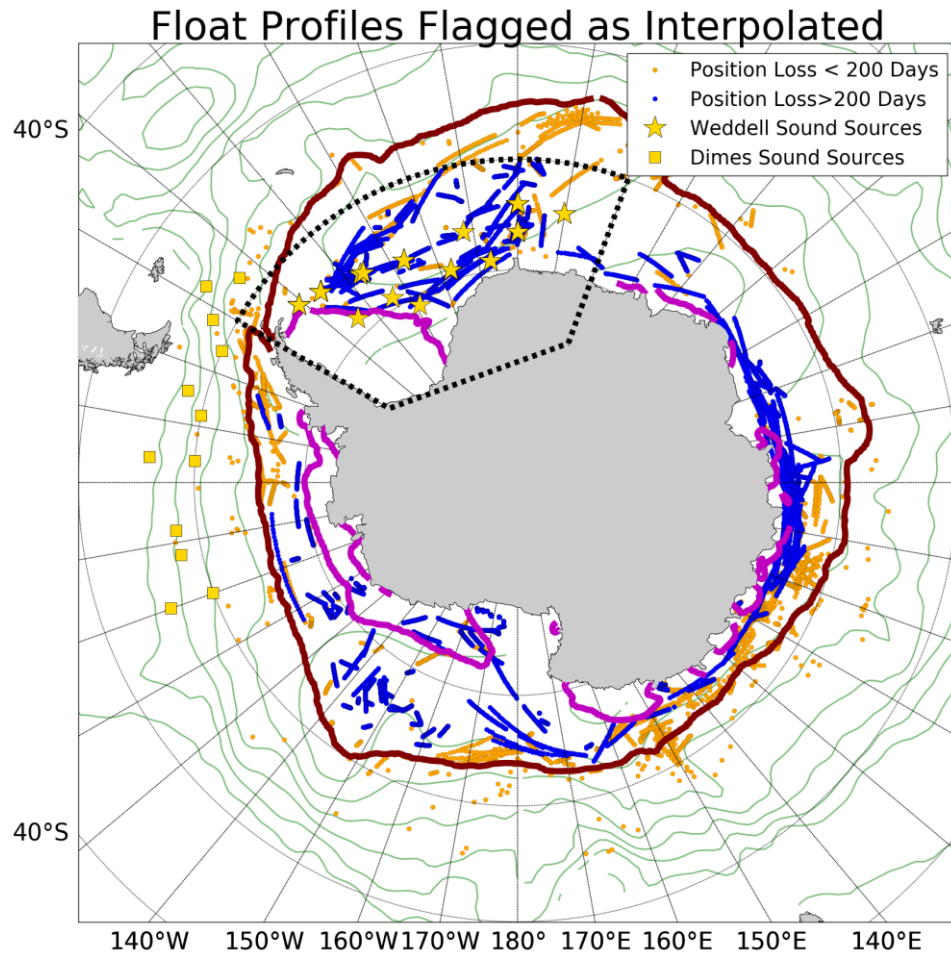 Float Profiles Flagged as Interpolated
Position Loss < 200 Days
Position Loss>200 Days
Weddell Sound Sources
Dimes Sound Sources
40°S
40°S
140°W 150°W 160°W 170°W 180° 170°E 160°E 150°E 140°E